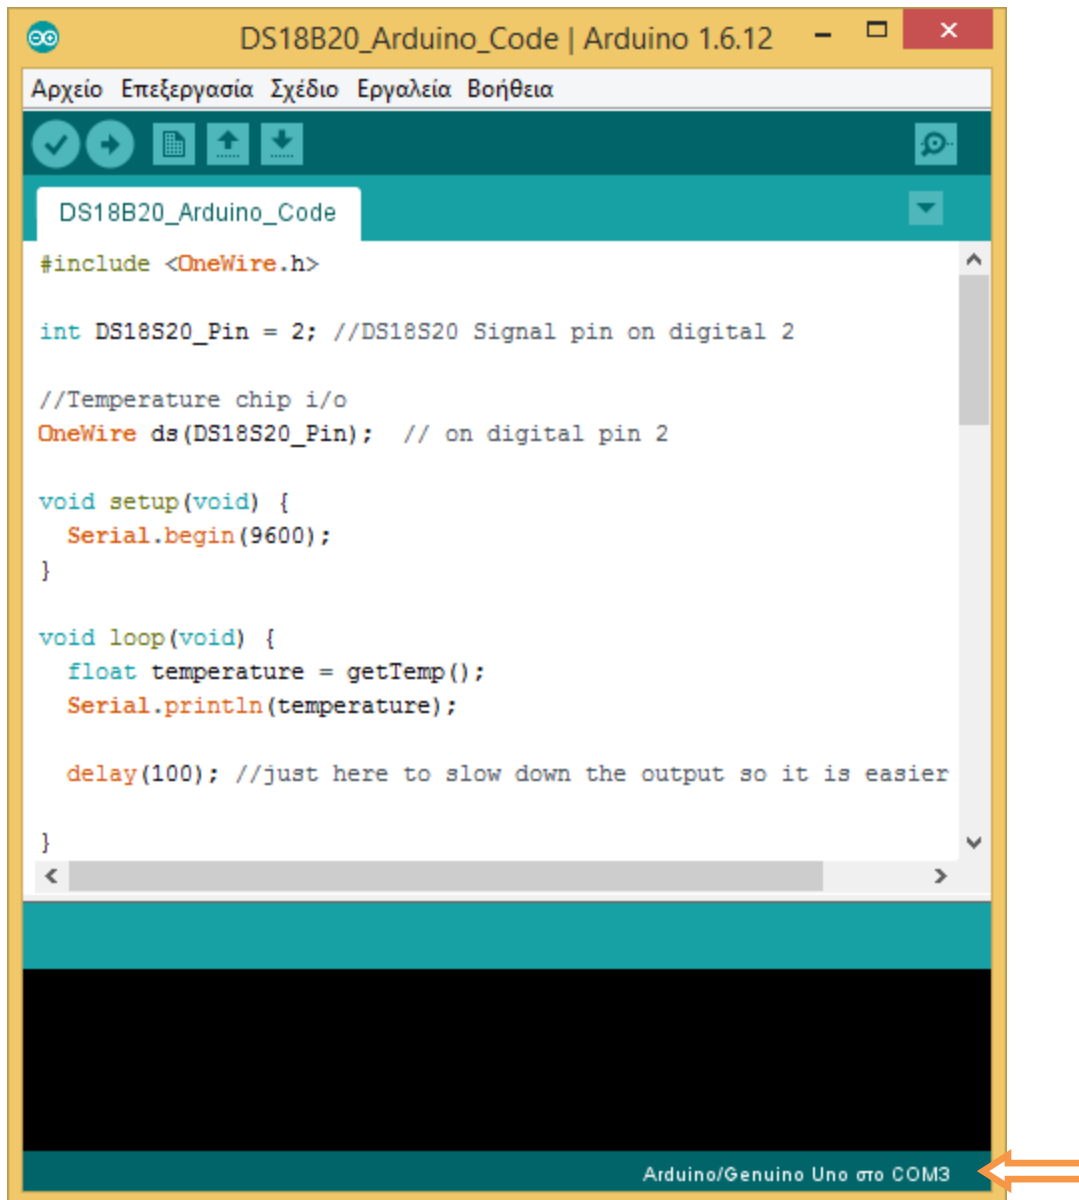 DS18B20_Arduino_Code | Arduino 1.6.12
Αρχείο Επεξεργασία Σχέδιο Εργαλεία Βοήθεια
DS18B20_Arduino_Code
#include <OneWire.h>
int DS18S20_Pin = 2; //DS18S20 Signal pin on digital 2
//Temperature chip i/o
OneWire ds(DS18S20_Pin);  // on digital pin 2
void setup(void) {
  Serial.begin(9600);
}
void loop(void) {
  float temperature = getTemp();
  Serial.println(temperature);
  delay(100); //just here to slow down the output so it is easier
}
Arduino/Genuino Uno στο COM3